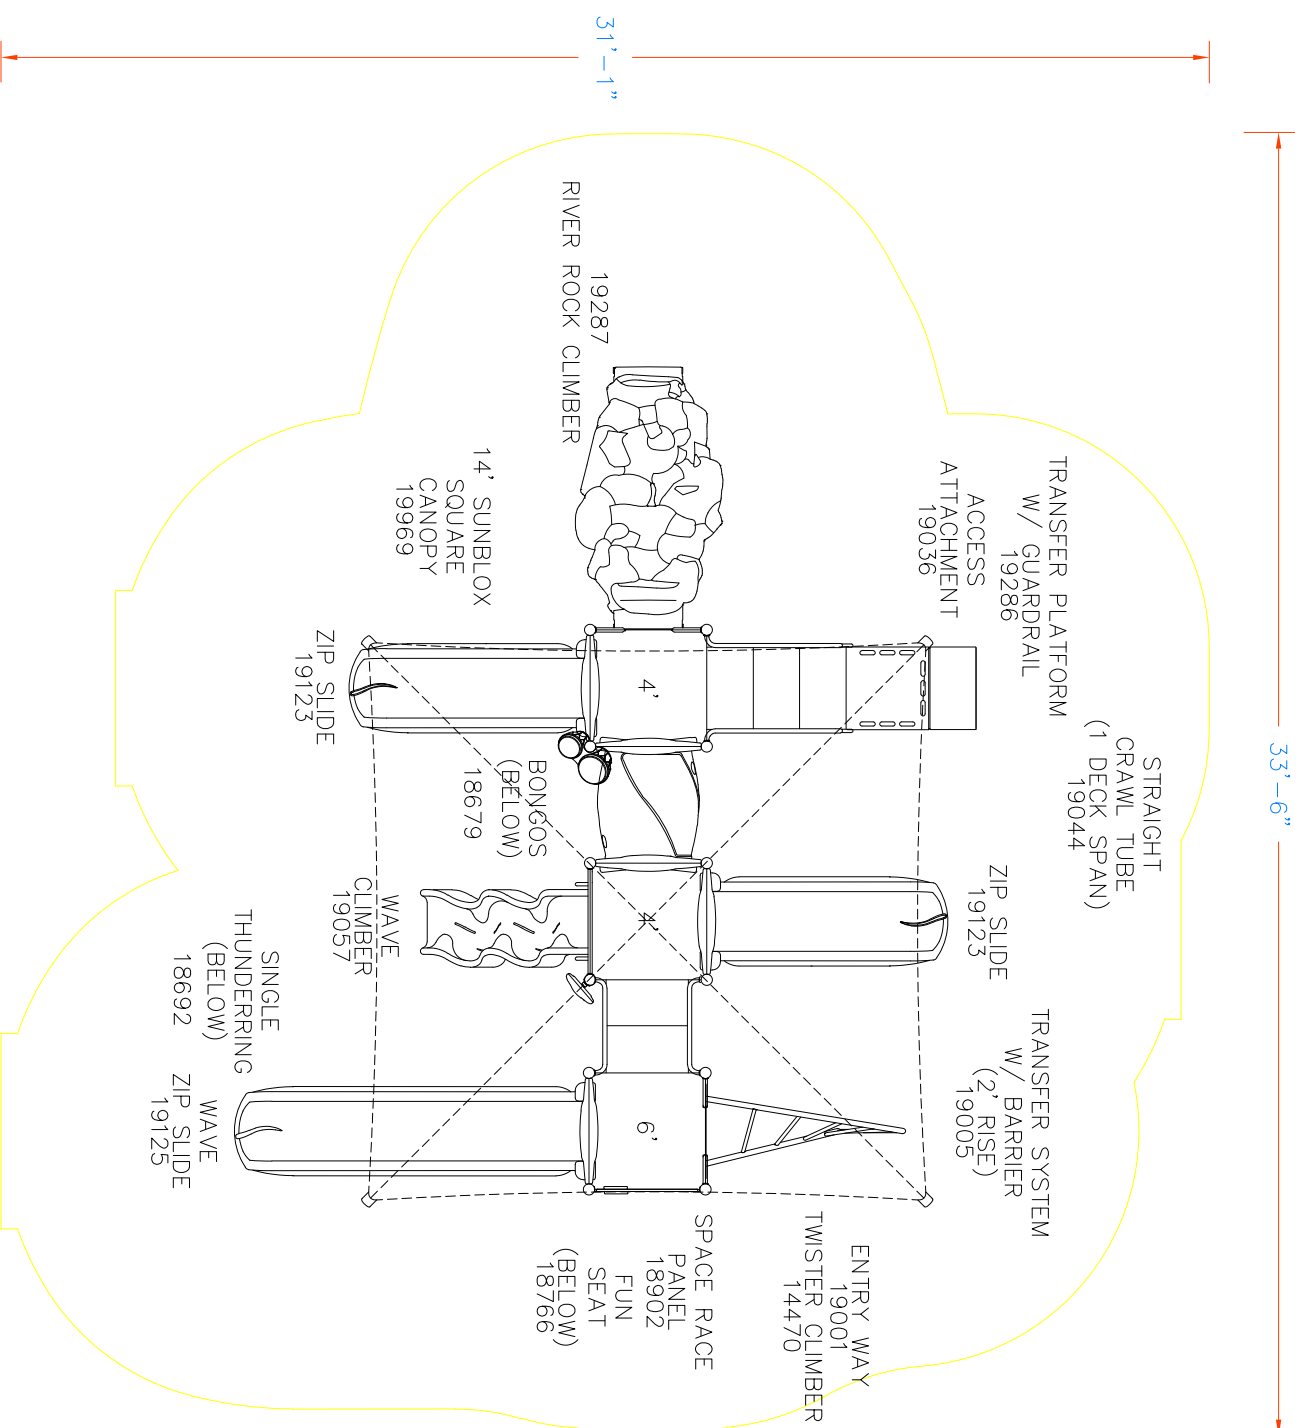 31'-1"
33'-6"
19287
RIVER ROCK CLIMBER
14' SUNBLOX
SQUARE
CANOPY
19969
TRANSFER PLATFORM
W/ GUARDRAIL
19286
ACCESS
ATTACHMENT
19036
ZIP SLIDE
19123
4'
STRAIGHT
CRAWL TUBE
(1 DECK SPAN)
19044
BONGOS
(BELOW)
18679
ZIP SLIDE
19123
4'
WAVE
CLIMBER
19057
SINGLE
THUNDERRING
(BELOW)
18692
TRANSFER SYSTEM
W/ BARRIER
(2' RISE)
19005
WAVE
ZIP SLIDE
19125
6'
ENTRY WAY
19001
TWISTER CLIMBER
14470
SPACE RACE
PANEL
18902
FUN
SEAT
(BELOW)
18766